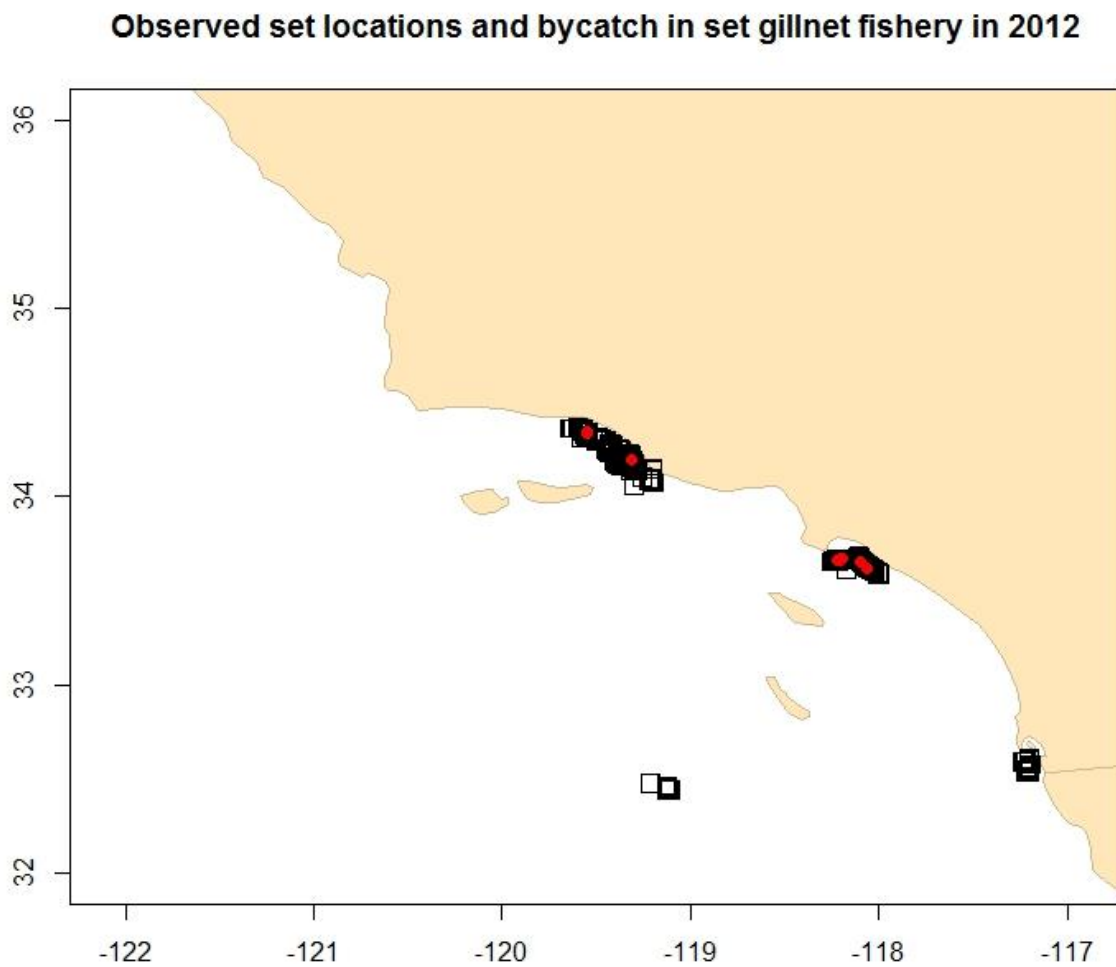 Observed set locations and bycatch in set gillnet fishery in 2012
36
35
34
33
32
-122 -121 -120 -119 -118 -117